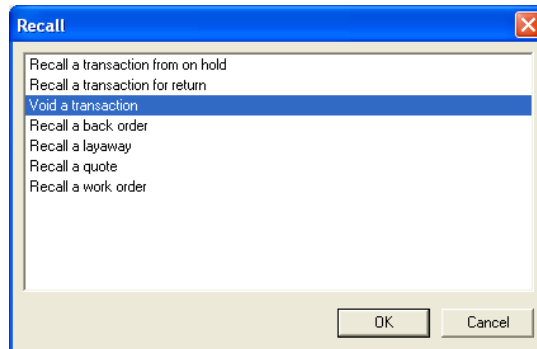 Recall
Recall a transaction from on hold
Recall a transaction for return
Void a transaction
Recall a back order
Recall a layaway
Recall a quote
Recall a work order
OK Cancel